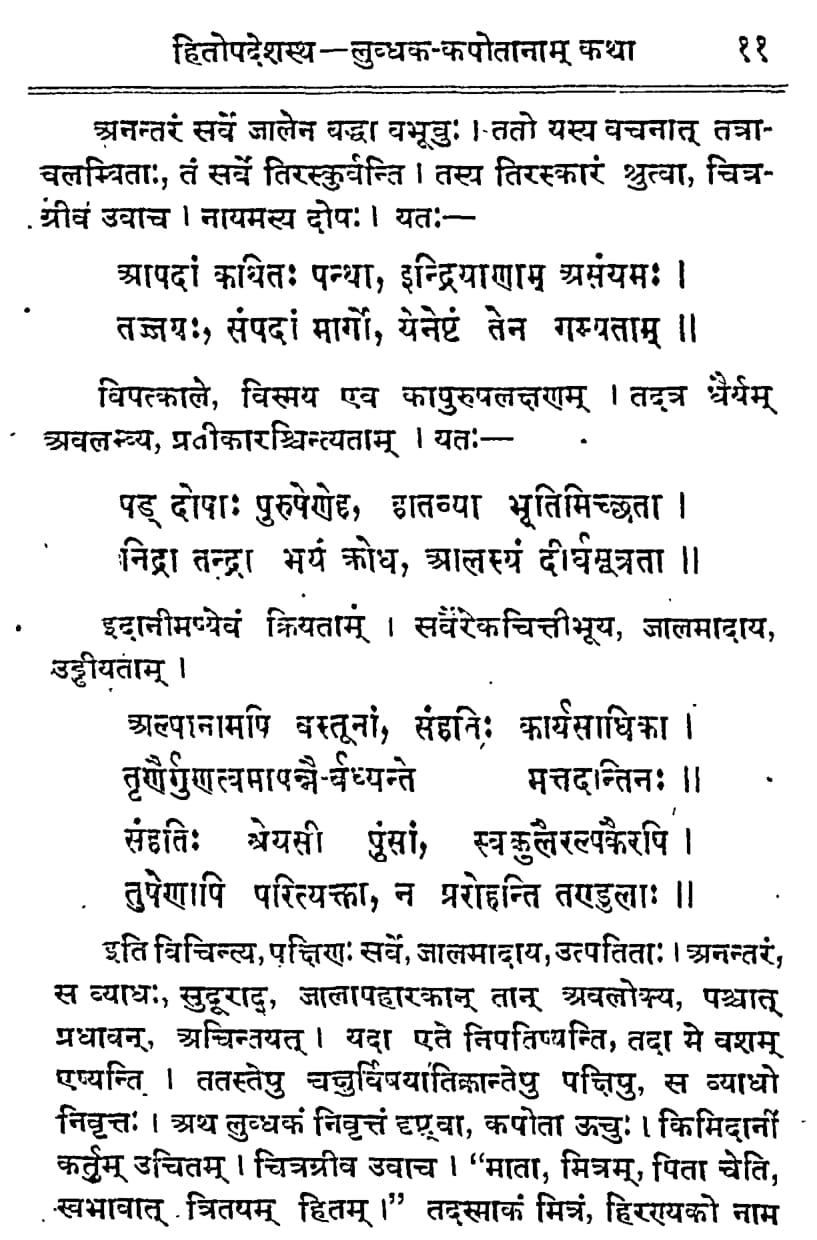 हितोपदेशस्थ—लुब्धक-कपोतानाम् कथा ११
अनन्तरं सर्वे जालेन बद्धा बभूवुः। ततो यस्य वचनात् तत्रा-
वलम्बिताः, तं सर्वे तिरस्कुर्वन्ति। तस्य तिरस्कारं श्रुत्वा, चित्र-
ग्रीव उवाच। नायमस्य दोषः। यतः—
आपदां कथितः पन्था, इन्द्रियाणाम् असंयमः।
तज्जयः, संपदां मार्गो, येनेष्टं तेन गम्यताम्॥
विपत्काले, विस्मय एव कापुरुषलक्षणम्। तदत्र धैर्यम्
अवलम्ब्य, प्रतीकारश्चिन्त्यताम्। यतः—
षड् दोषाः पुरुषेणेह, हातव्या भूतिमिच्छता।
निद्रा तन्द्रा भयं क्रोध, आलस्यं दीर्घसूत्रता॥
इदानीमप्येवं क्रियताम्। सर्वैरेकचित्तीभूय, जालमादाय,
उड्डीयताम्।
अल्पानामपि वस्तूनां, संहतिः कार्यसाधिका।
तृणैर्गुणत्वमापन्नै-र्बध्यन्ते मत्तदन्तिनः॥
संहतिः श्रेयसी पुंसां, स्वकुलैरल्पकैरपि।
तुषेणापि परित्यक्ता, न प्ररोहन्ति तण्डुलाः॥
इति विचिन्त्य, पक्षिणः सर्वे, जालमादाय, उत्पतिताः। अनन्तरं,
स व्याधः, सुदूराद्, जालापहारकान् तान् अवलोक्य, पश्चात्
प्रधावन्, अचिन्तयत्। यदा एते निपतिष्यन्ति, तदा मे वशम्
एष्यन्ति। ततस्तेषु चक्षुर्विषयातिक्रान्तेषु पक्षिषु, स व्याधो
निवृत्तः। अथ लुब्धकं निवृत्तं दृष्ट्वा, कपोता ऊचुः। किमिदानीं
कर्तुम् उचितम्। चित्रग्रीव उवाच। “माता, मित्रम्, पिता चेति,
स्वभावात् त्रितयम् हितम्।” तदस्माकं मित्रं, हिरण्यको नाम